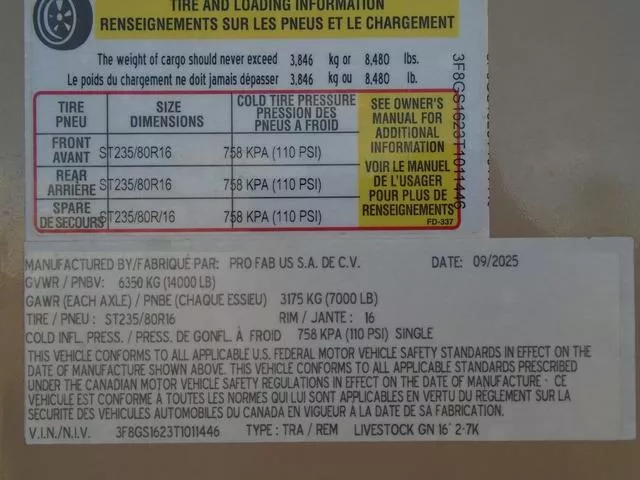 TIRE AND LOADING INFORMATION
RENSEIGNEMENTS SUR LES PNEUS ET LE CHARGEMENT
The weight of cargo should never exceed 3,846 kg or 8,480 lbs.
Le poids du chargement ne doit jamais dépasser 3,846 kg ou 8,480 lb.
TIRE PNEU SIZE DIMENSIONS COLD TIRE PRESSURE PRESSION DES PNEUS A FROID
FRONT AVANT ST235/80R16 758 KPA (110 PSI)
REAR ARRIÈRE ST235/80R16 758 KPA (110 PSI)
SPARE DE SECOURS ST235/80R/16 758 KPA (110 PSI)
SEE OWNER'S
MANUAL FOR
ADDITIONAL
INFORMATION
VOIR LE MANUEL
DE L'USAGER
POUR PLUS DE
RENSEIGNEMENTS
FD-337
3F8GS1623T1011446
MANUFACTURED BY/FABRIQUÉ PAR: PRO FAB US S.A. DE C.V. DATE: 09/2025
GVWR / PNBV: 6350 KG (14000 LB)
GAWR (EACH AXLE) / PNBE (CHAQUE ESSIEU) 3175 KG (7000 LB)
TIRE / PNEU : ST235/80R16 RIM / JANTE : 16
COLD INFL. PRESS. / PRESS. DE GONFL. À FROID 758 KPA (110 PSI) SINGLE
THIS VEHICLE CONFORMS TO ALL APPLICABLE U.S. FEDERAL MOTOR VEHICLE SAFETY STANDARDS IN EFFECT ON THE
DATE OF MANUFACTURE SHOWN ABOVE. THIS VEHICLE CONFORMS TO ALL APPLICABLE STANDARDS PRESCRIBED
UNDER THE CANADIAN MOTOR VEHICLE SAFETY REGULATIONS IN EFFECT ON THE DATE OF MANUFACTURE · CE
VEHICULE EST CONFORME À TOUTES LES NORMES QUI LUI SONT APPLICABLES EN VERTU DU REGLEMENT SUR LA
SECURITE DES VEHICULES AUTOMOBILES DU CANADA EN VIGUEUR À LA DATE DE SA FABRICATION.
V.I.N./N.I.V. 3F8GS1623T1011446 TYPE : TRA / REM LIVESTOCK GN 16' 2-7K